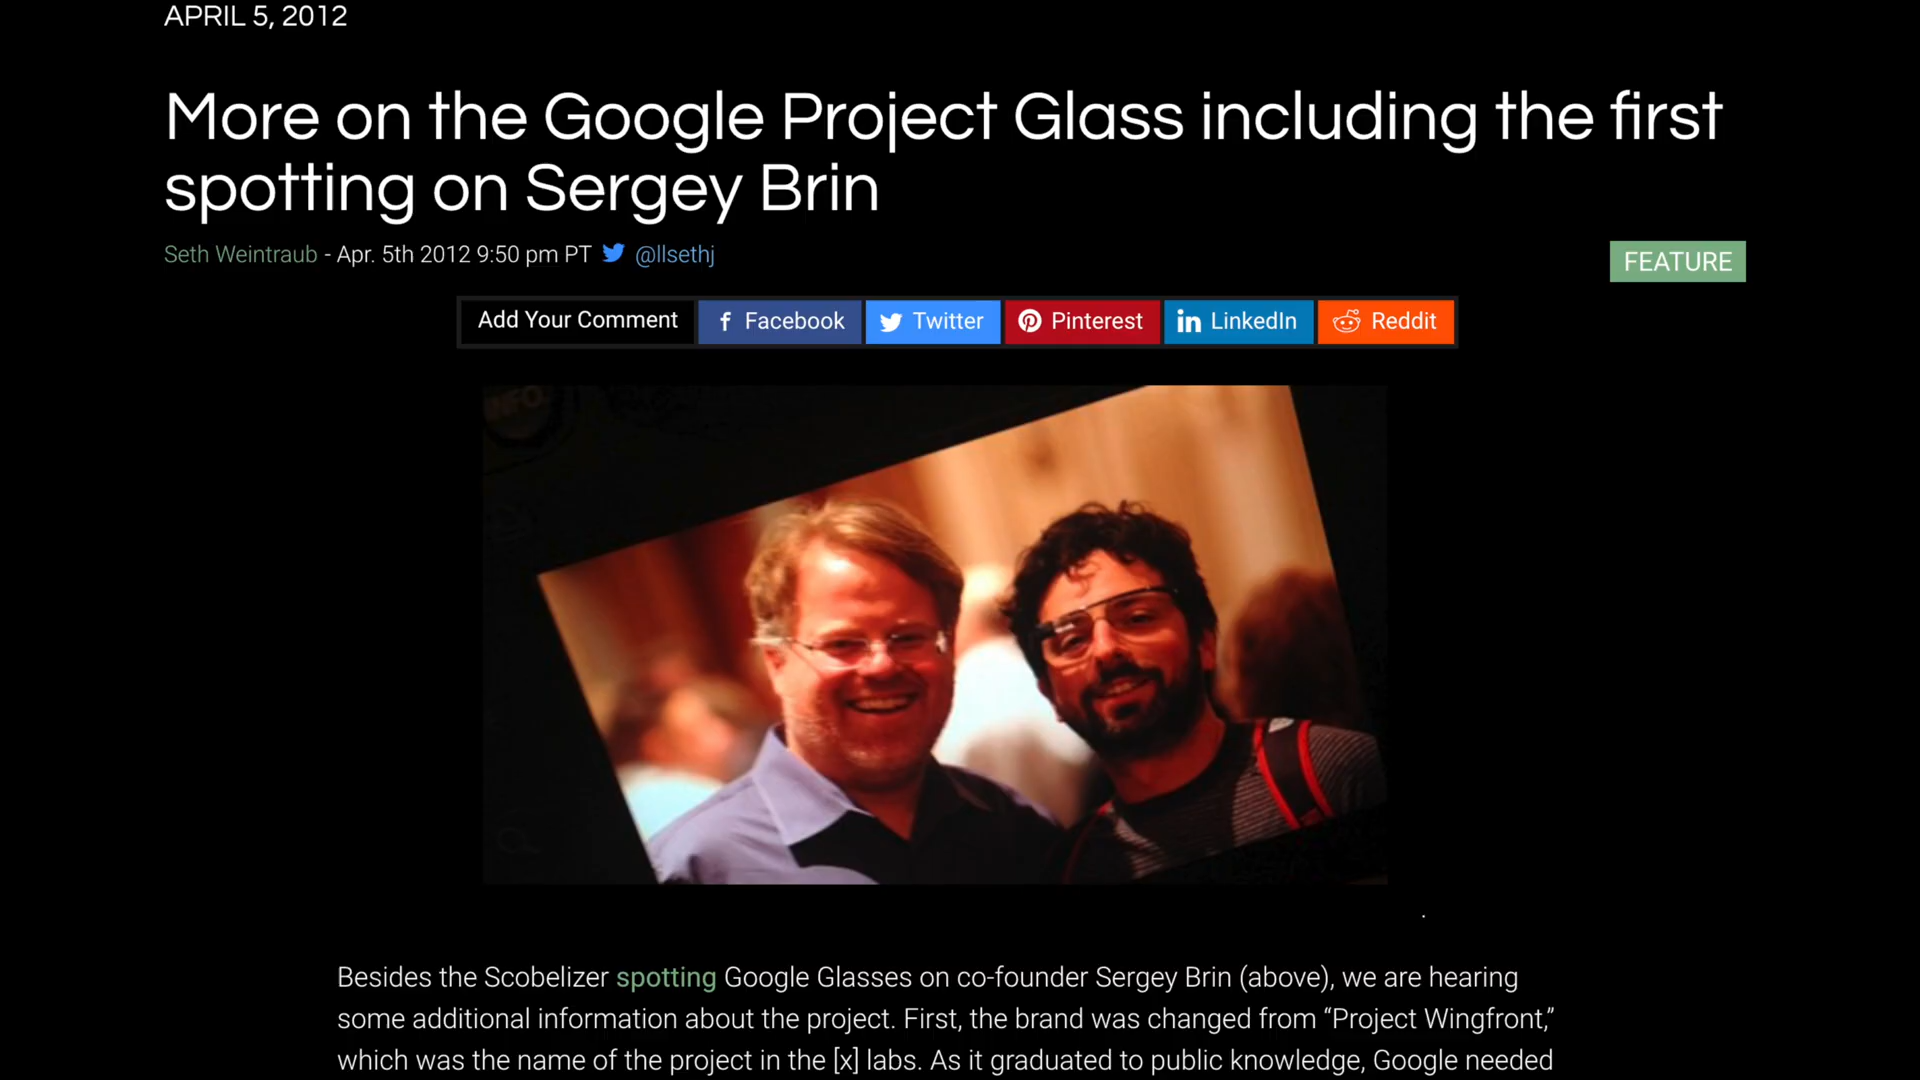 APRIL 5, 2012
More on the Google Project Glass including the first
spotting on Sergey Brin
Seth Weintraub - Apr. 5th 2012 9:50 pm PT @llsethj
FEATURE
Add Your Comment Facebook Twitter Pinterest LinkedIn Reddit
INFO
Besides the Scobelizer spotting Google Glasses on co-founder Sergey Brin (above), we are hearing
some additional information about the project. First, the brand was changed from “Project Wingfront,”
which was the name of the project in the [x] labs. As it graduated to public knowledge, Google needed